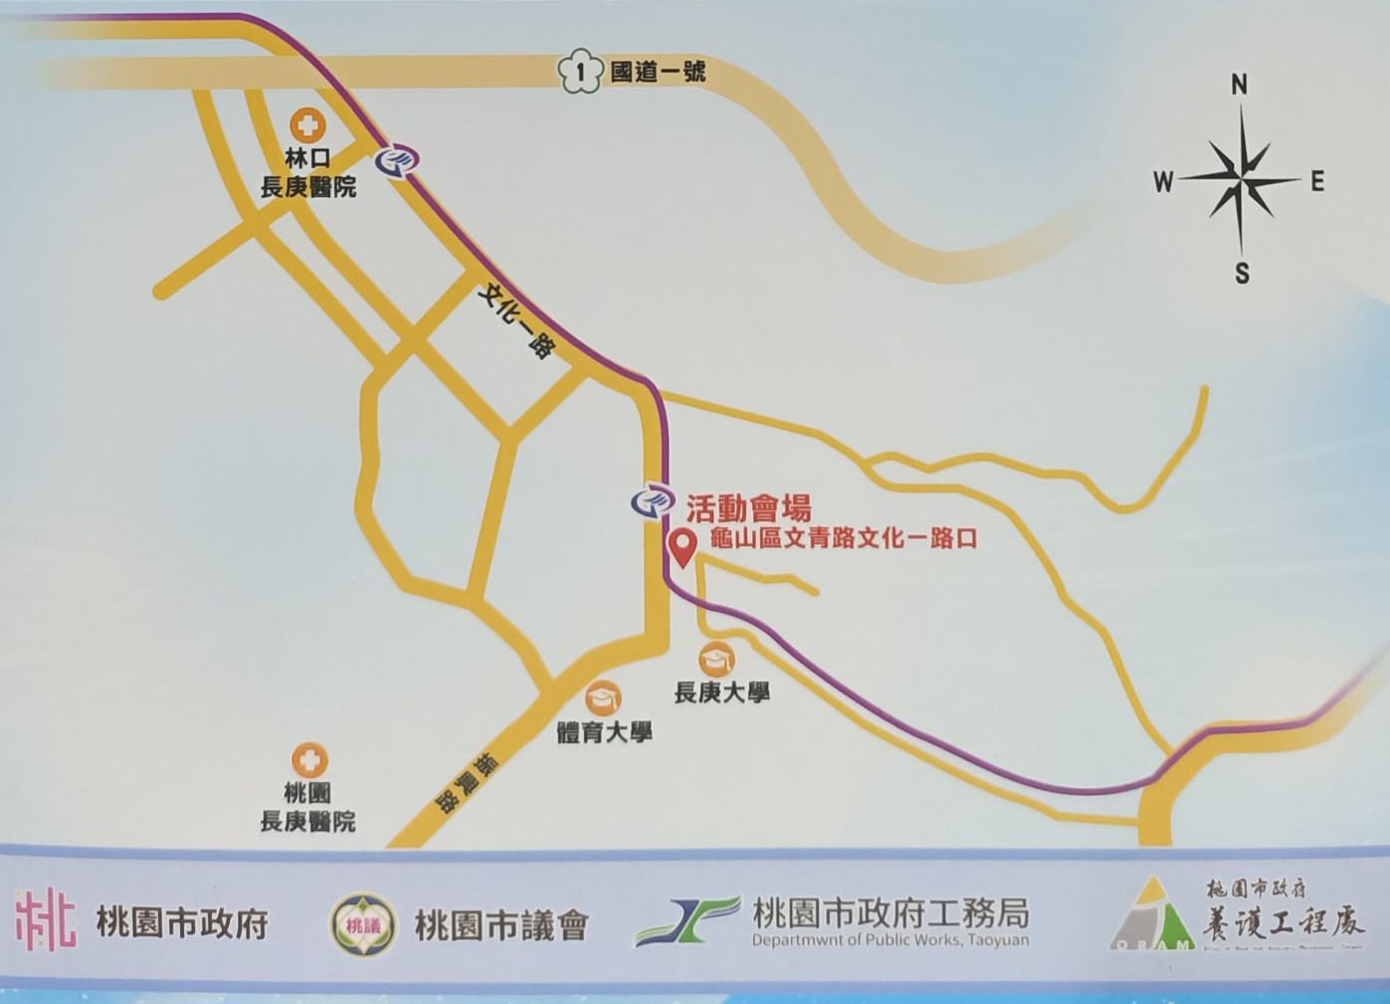 1 國道一號
N
W
E
S
林口
長庚醫院
文化一路
活動會場
龜山區文青路文化一路口
長庚大學
體育大學
振興路
桃園
長庚醫院
桃園市政府
桃議
桃園市議會
桃園市政府工務局
Departmwnt of Public Works, Taoyuan
桃園市政府
養護工程處